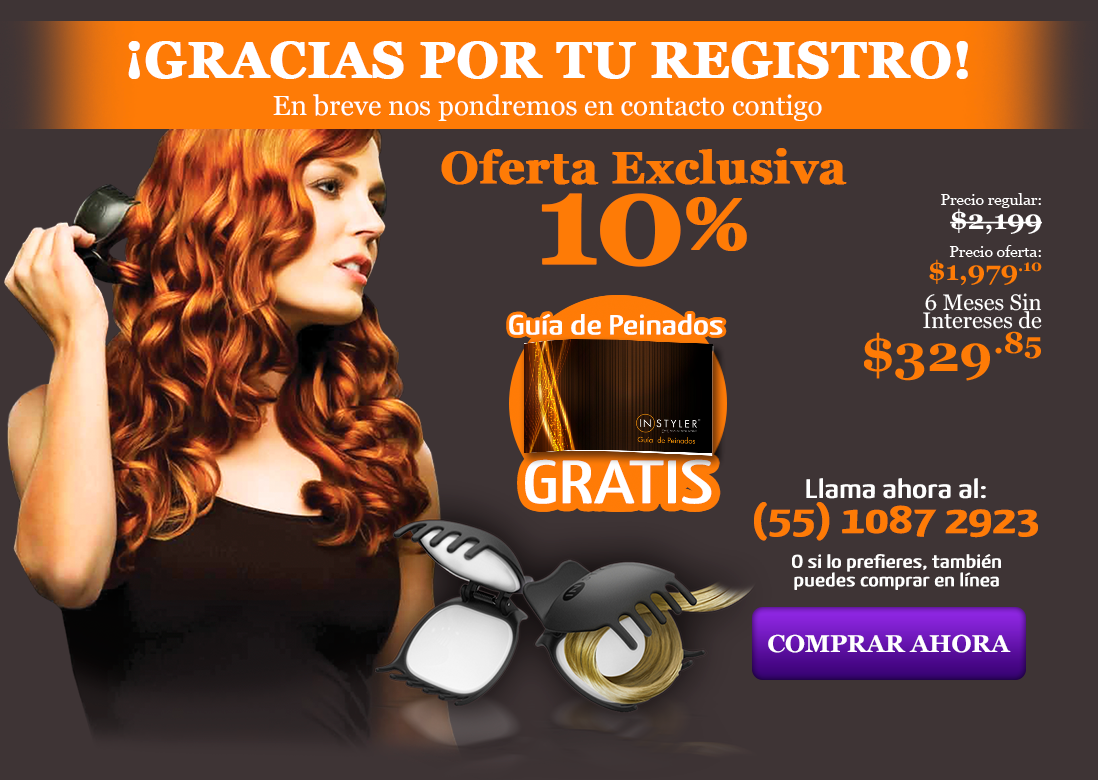 ¡GRACIAS POR TU REGISTRO!
En breve nos pondremos en contacto contigo
Oferta Exclusiva
10%
Precio regular:
$2,199
Precio oferta:
$1,979.10
6 Meses Sin
Intereses de
$329.85
Guía de Peinados
INSTYLER®
Guía de Peinados
GRATIS
Llama ahora al:
(55) 1087 2923
O si lo prefieres, también
puedes comprar en línea
COMPRAR AHORA